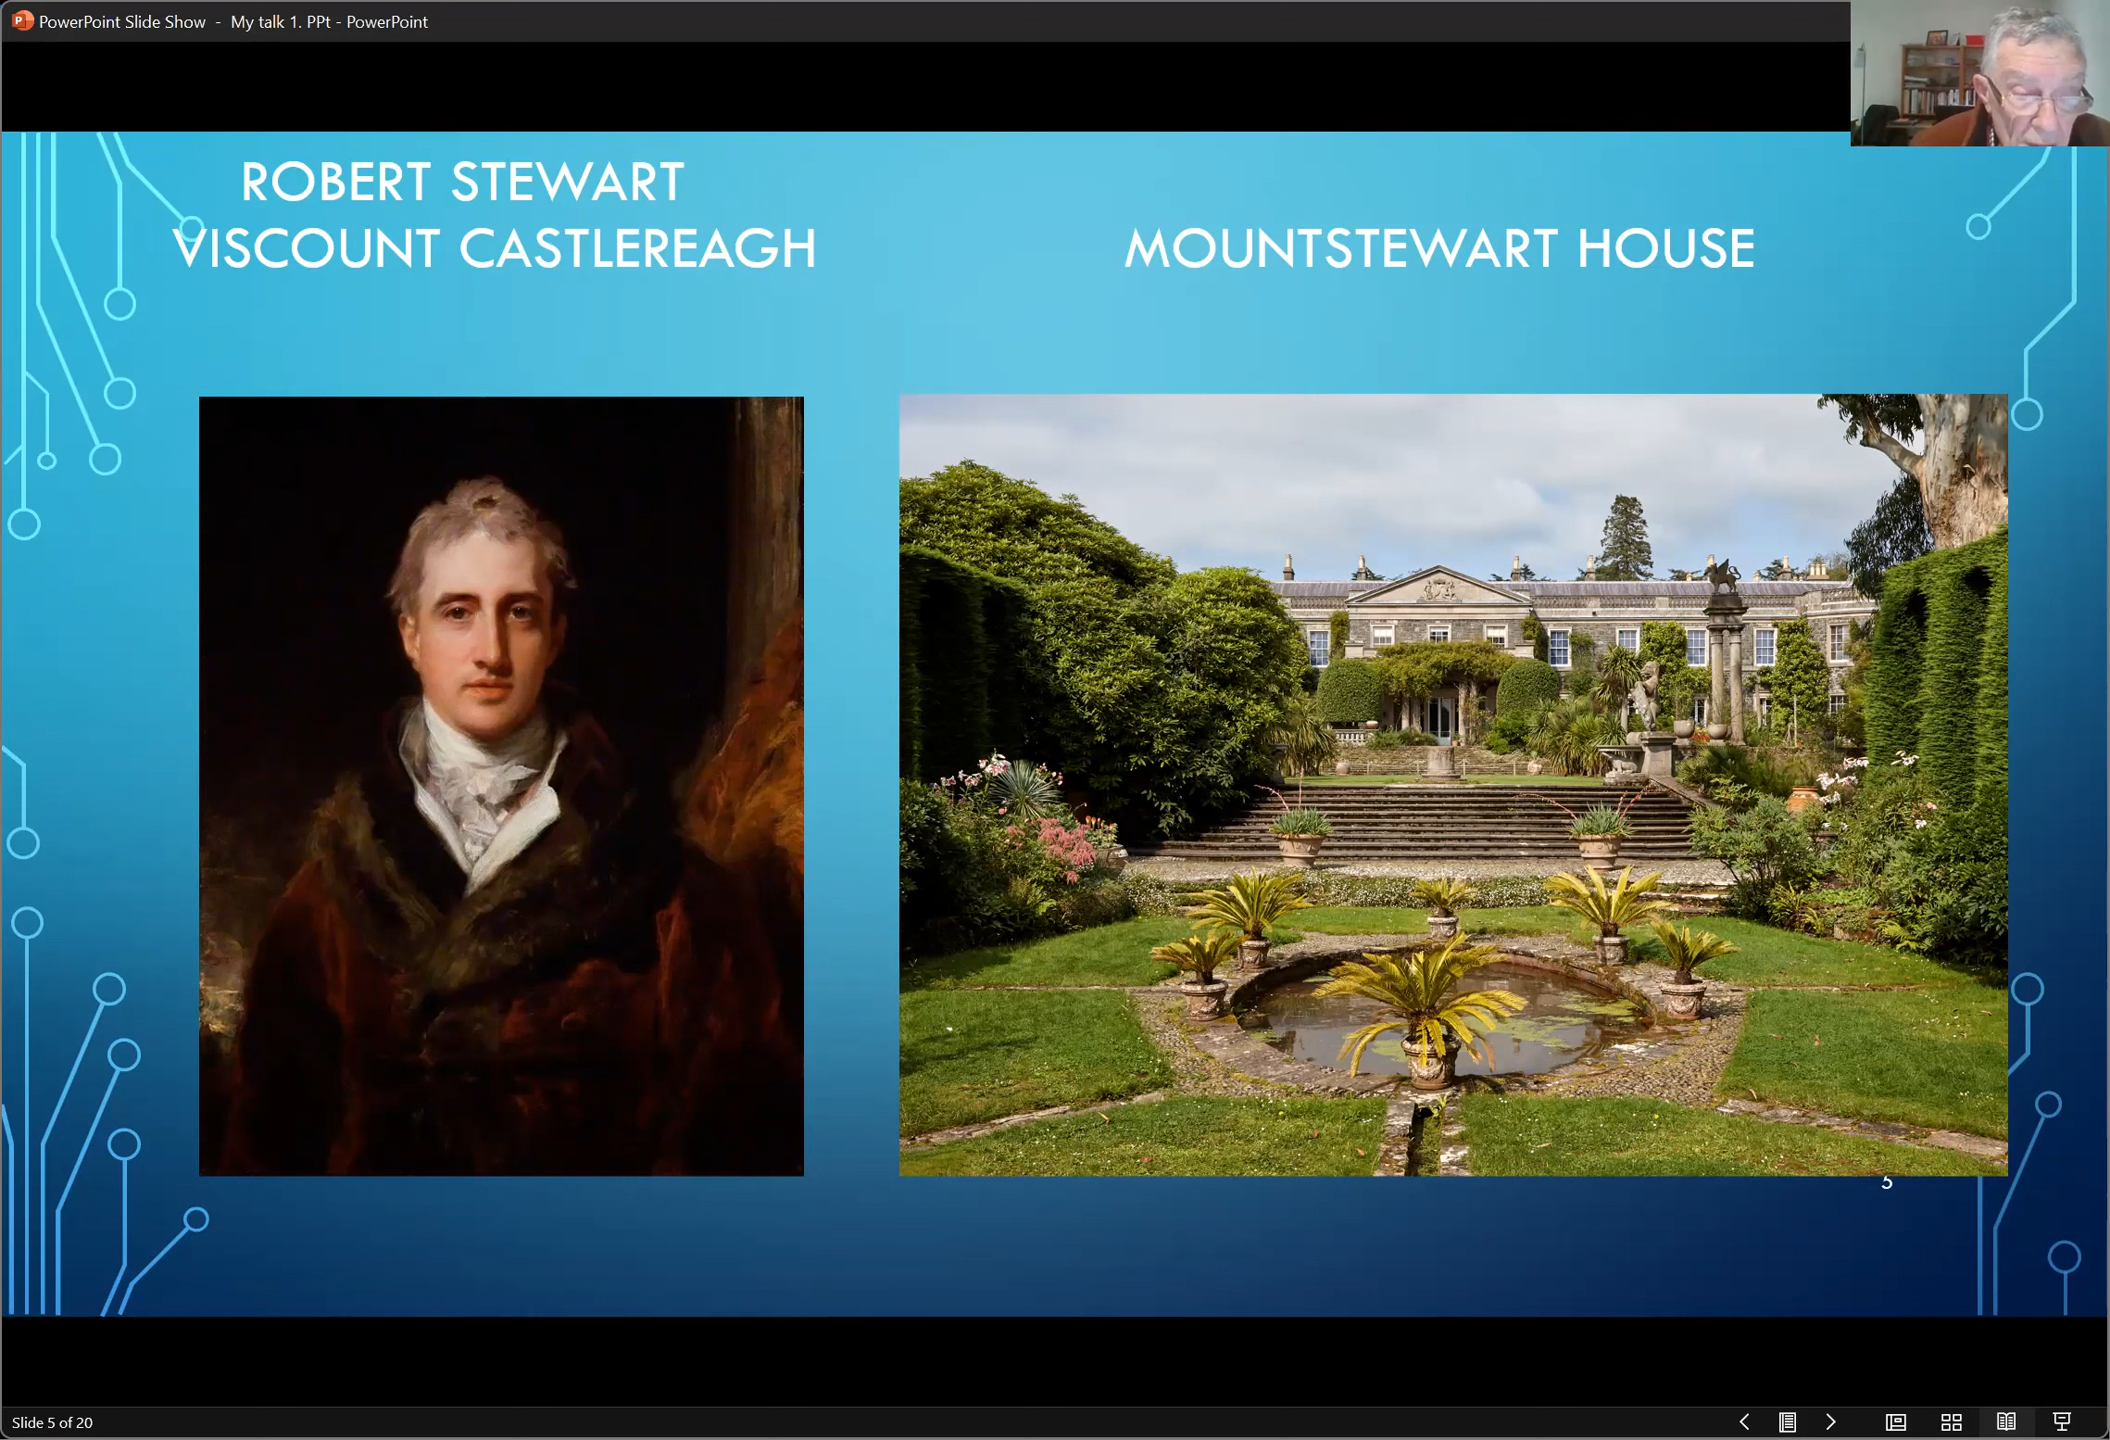 PowerPoint Slide Show - My talk 1. PPt - PowerPoint
ROBERT STEWART
VISCOUNT CASTLEREAGH
MOUNTSTEWART HOUSE
5
Slide 5 of 20